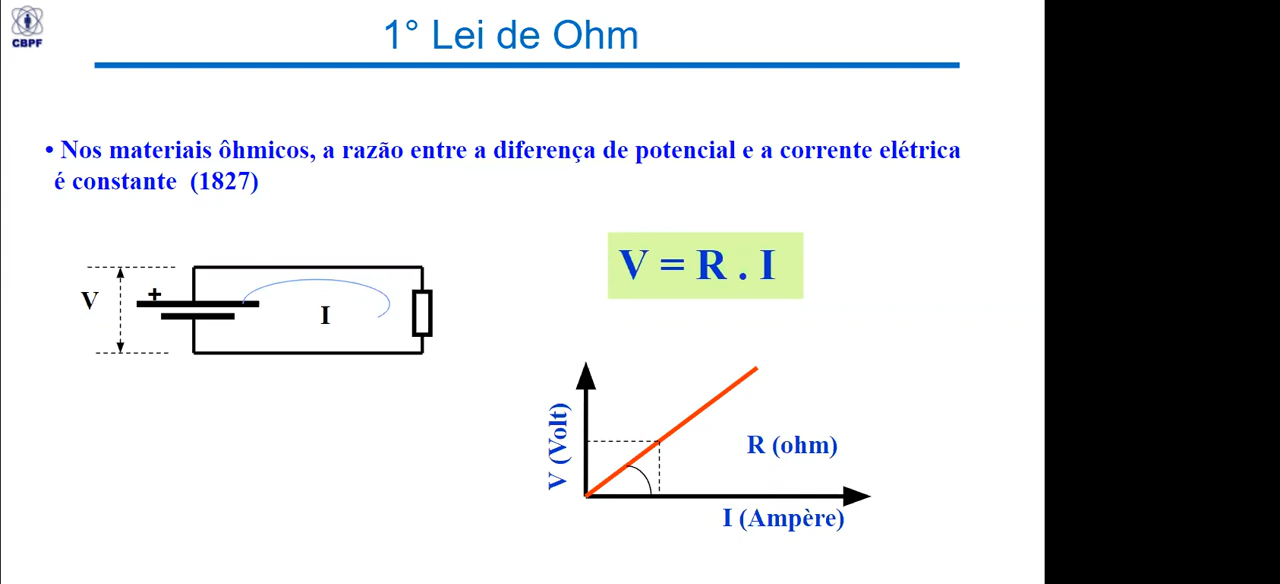 CBPF
1° Lei de Ohm
• Nos materiais ôhmicos, a razão entre a diferença de potencial e a corrente elétrica
é constante (1827)
V = R . I
+
V
I
V (Volt)
R (ohm)
I (Ampère)